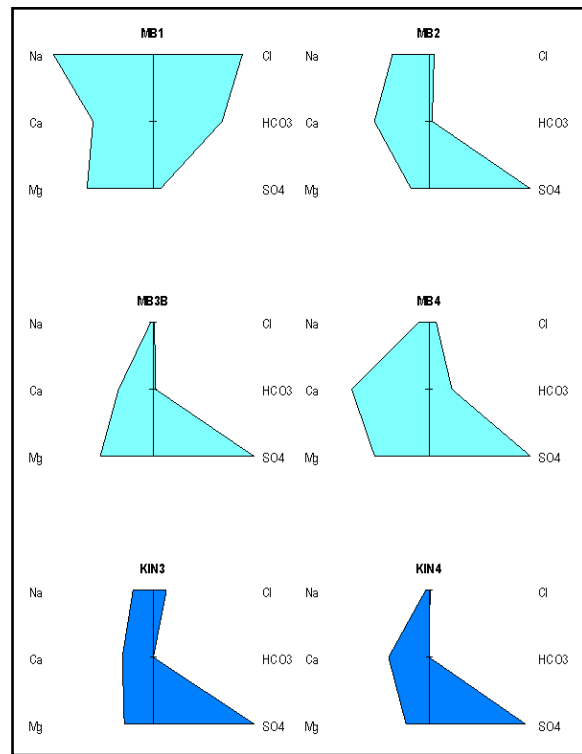 MB1
MB2
Na Cl Na Cl
Ca HCO3 Ca HCO3
Mg SO4 Mg SO4
MB3B
MB4
Na Cl Na Cl
Ca HCO3 Ca HCO3
Mg SO4 Mg SO4
KIN3
KIN4
Na Cl Na Cl
Ca HCO3 Ca HCO3
Mg SO4 Mg SO4